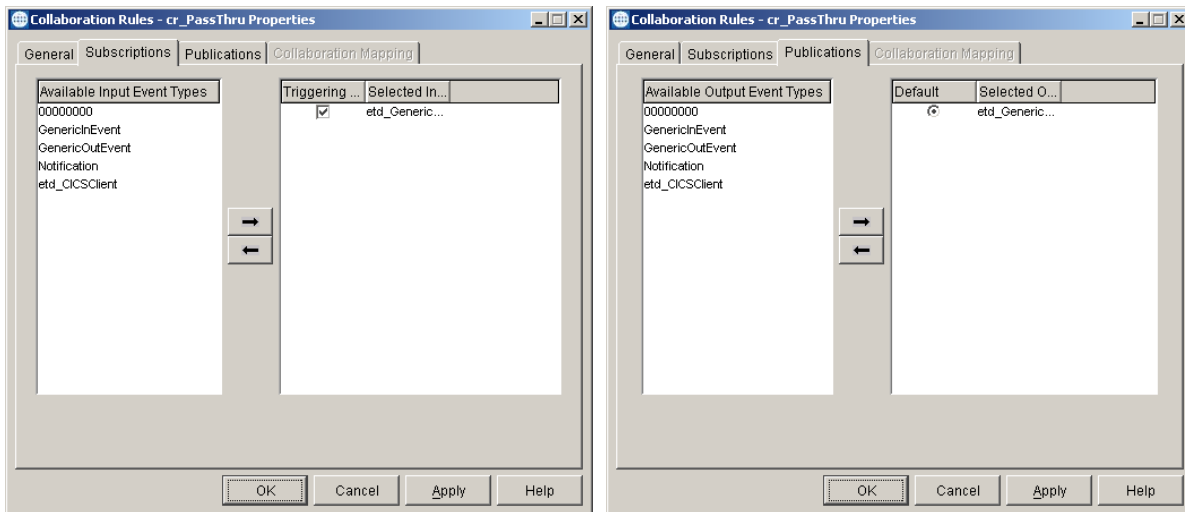 Collaboration Rules - cr_PassThru Properties
General Subscriptions Publications Collaboration Mapping
Available Input Event Types
00000000
GenericInEvent
GenericOutEvent
Notification
etd_CICSClient
Triggering ... Selected In...
etd_Generic...
OK Cancel Apply Help
Collaboration Rules - cr_PassThru Properties
General Subscriptions Publications Collaboration Mapping
Available Output Event Types
00000000
GenericInEvent
GenericOutEvent
Notification
etd_CICSClient
Default Selected O...
etd_Generic...
OK Cancel Apply Help